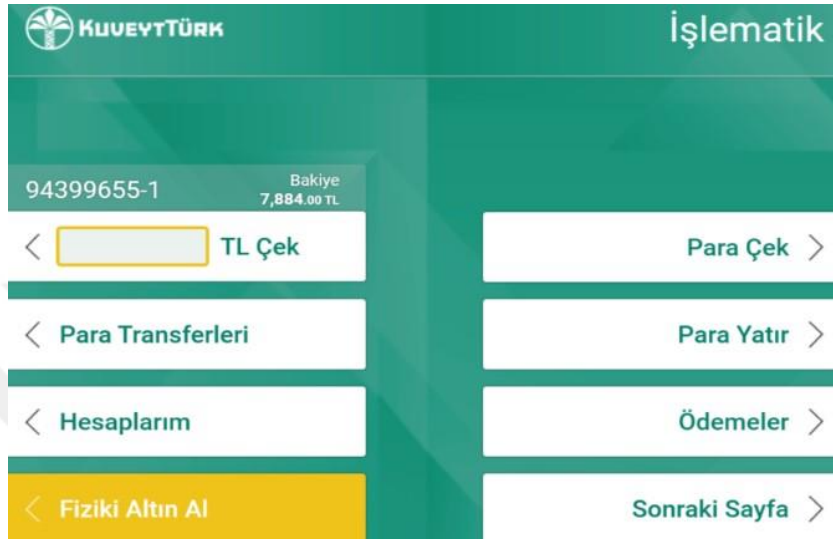 KUVEYTTÜRK
İşlematik
94399655-1
Bakiye
7,884.00 TL
TL Çek
Para Çek
Para Transferleri
Para Yatır
Hesaplarım
Ödemeler
Fiziki Altın Al
Sonraki Sayfa